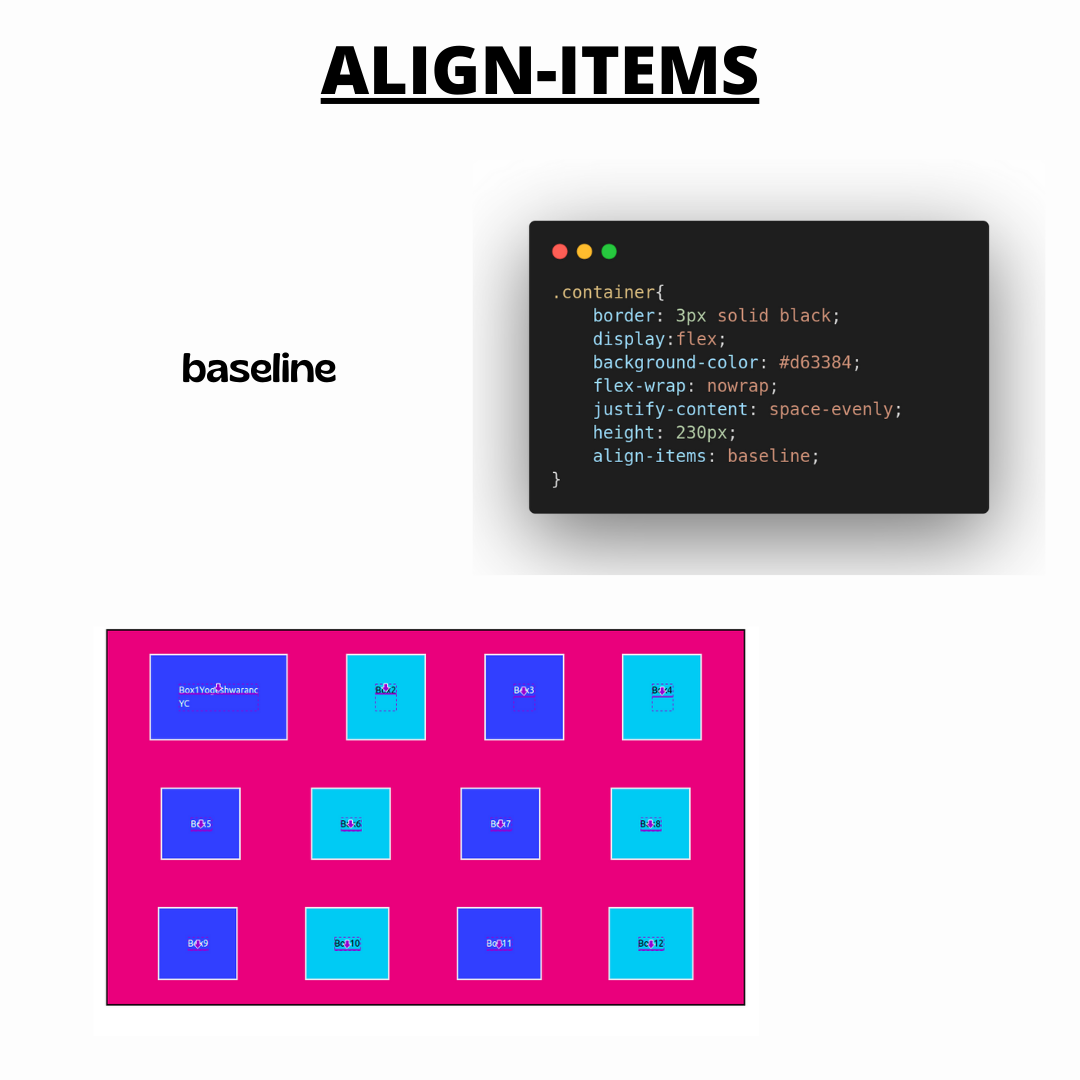 ALIGN-ITEMS
baseline
.container{
border: 3px solid black;
display:flex;
background-color: #d63384;
flex-wrap: nowrap;
justify-content: space-evenly;
height: 230px;
align-items: baseline;
}
Box1Yogeshwaranc
YC
Box2 Box3 Box4
Box5 Box6 Box7 Box8
Box9 Box10 Box11 Box12